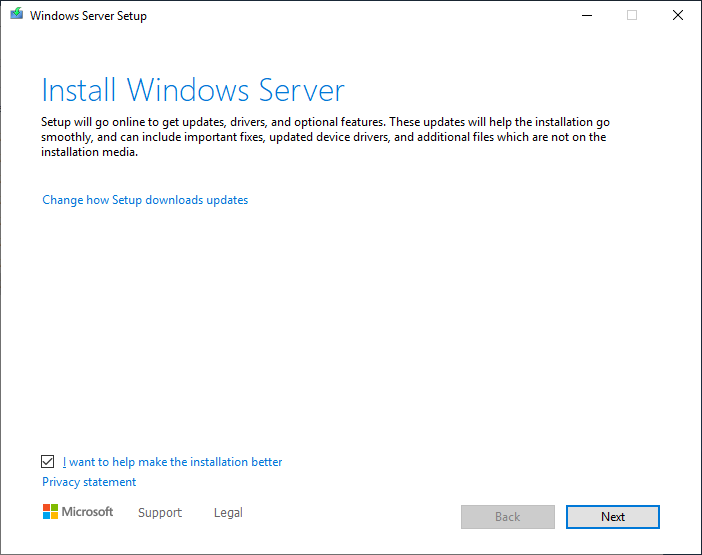 Windows Server Setup
Install Windows Server
Setup will go online to get updates, drivers, and optional features. These updates will help the installation go
smoothly, and can include important fixes, updated device drivers, and additional files which are not on the
installation media.
Change how Setup downloads updates
I want to help make the installation better
Privacy statement
Microsoft Support Legal
Back Next